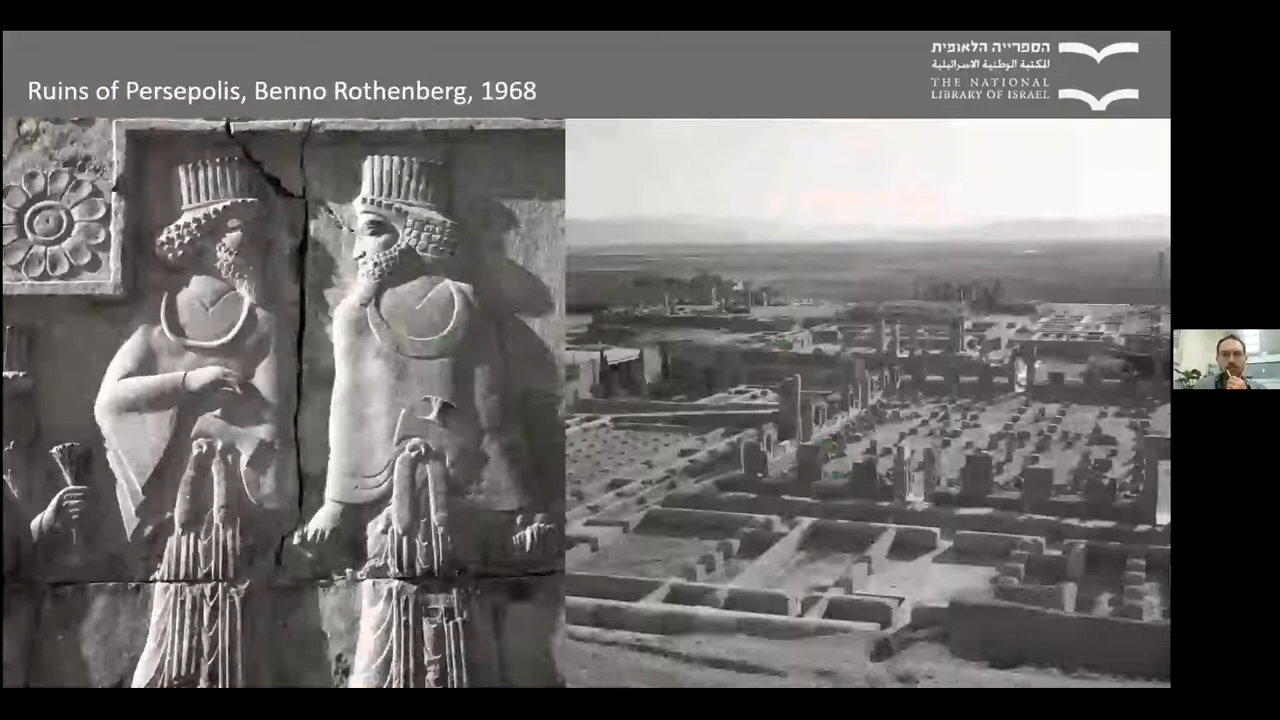 Ruins of Persepolis, Benno Rothenberg, 1968
הספרייה הלאומית
المكتبة الوطنية الاسرائيلية
THE NATIONAL
LIBRARY OF ISRAEL